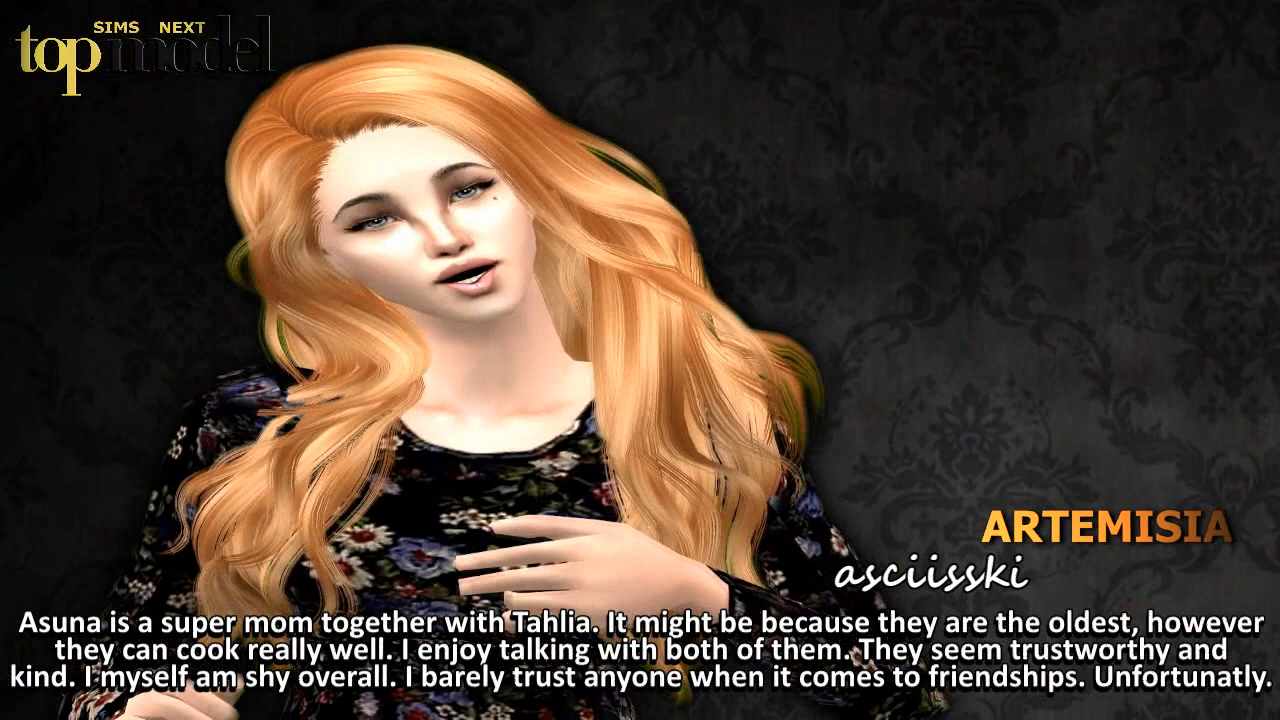 SIMS NEXT
top model
ARTEMISIA
asciisski
Asuna is a super mom together with Tahlia. It might be because they are the oldest, however
they can cook really well. I enjoy talking with both of them. They seem trustworthy and
kind. I myself am shy overall. I barely trust anyone when it comes to friendships. Unfortunatly.